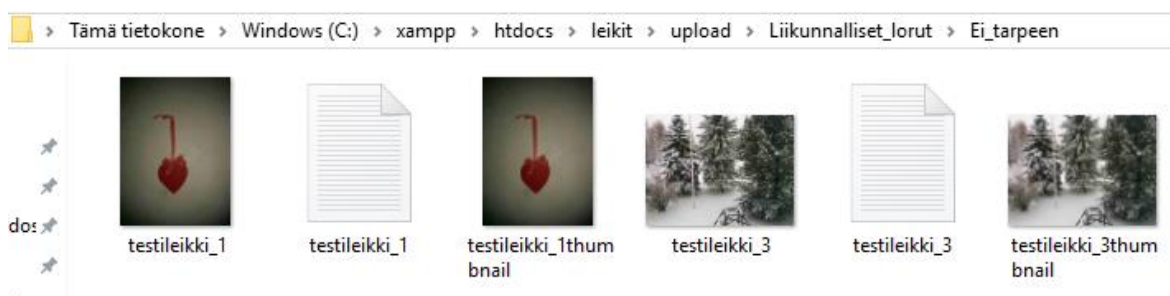 Tämä tietokone > Windows (C:) > xampp > htdocs > leikit > upload > Liikunnalliset_lorut > Ei_tarpeen
dos
testileikki_1
testileikki_1
testileikki_1thum
bnail
testileikki_3
testileikki_3
testileikki_3thum
bnail